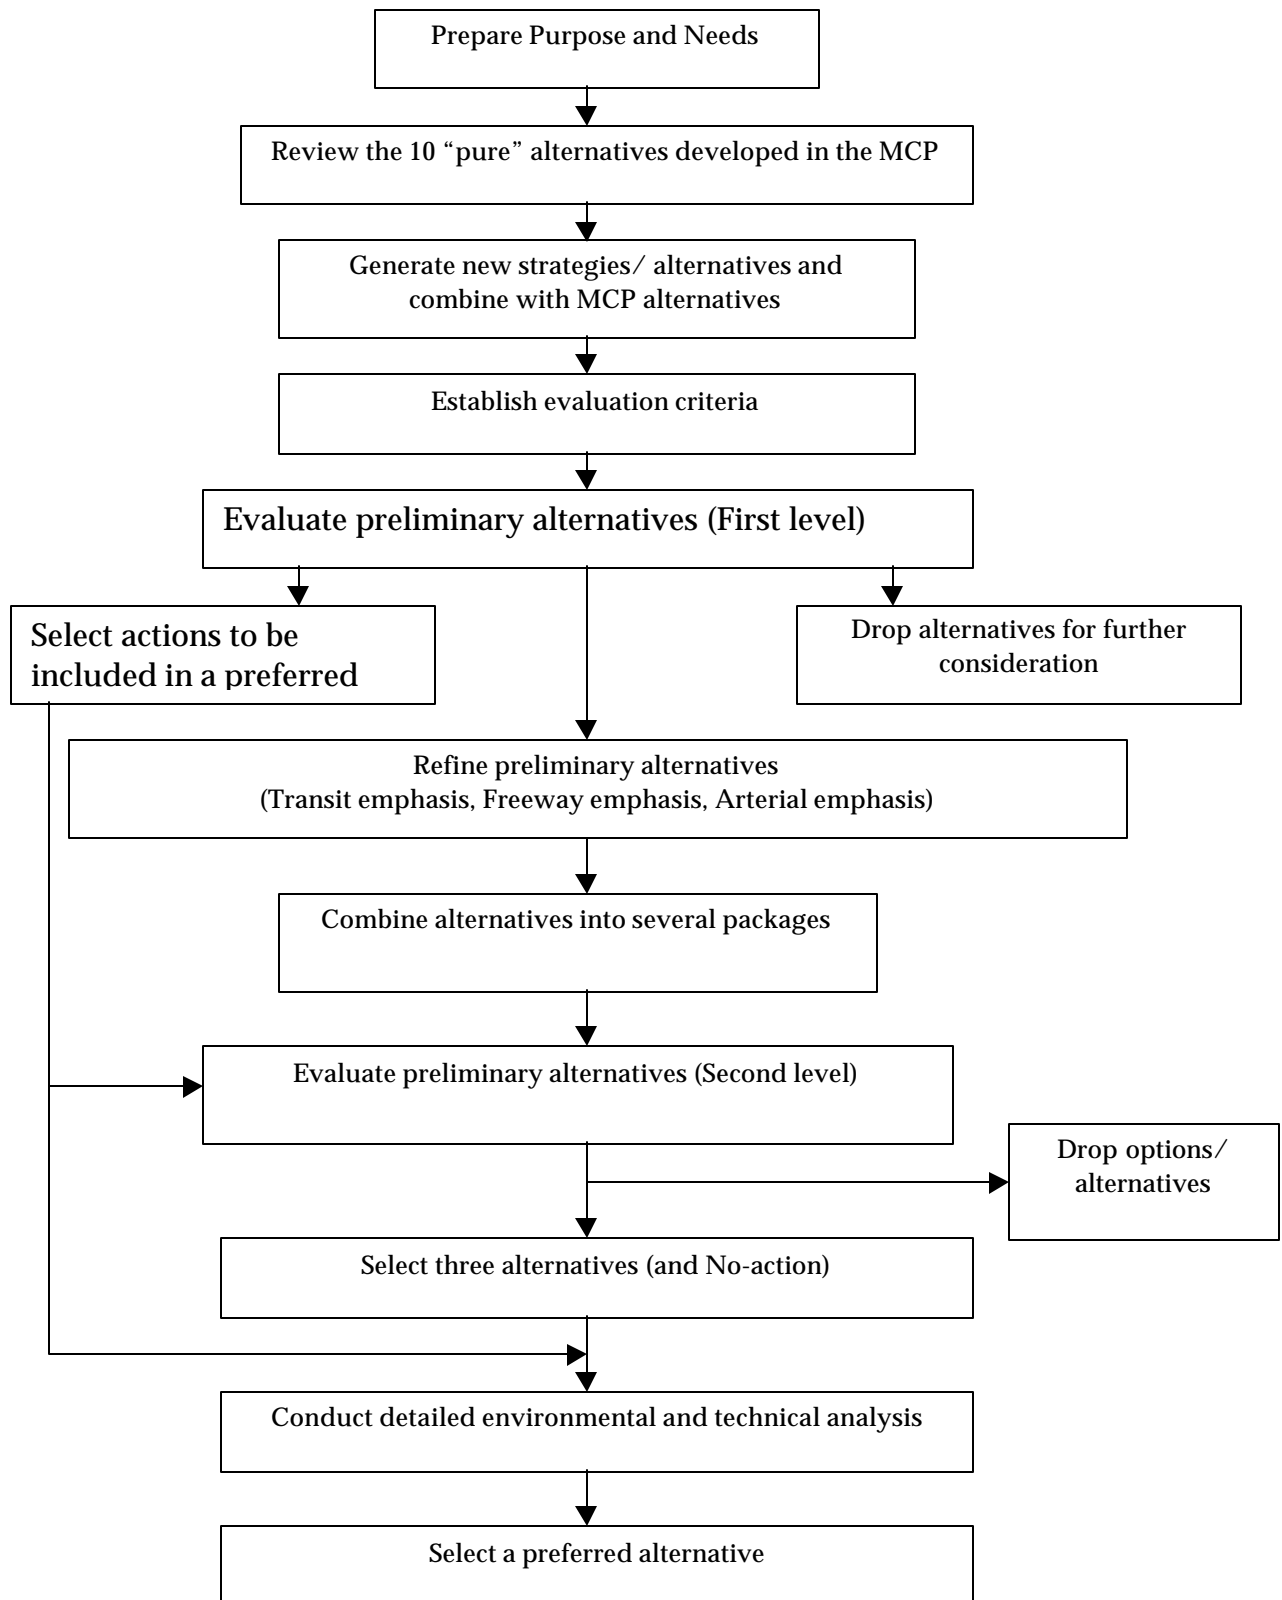 Prepare Purpose and Needs
Review the 10 “pure” alternatives developed in the MCP
Generate new strategies/ alternatives and
combine with MCP alternatives
Establish evaluation criteria
Evaluate preliminary alternatives (First level)
Select actions to be
included in a preferred
Drop alternatives for further
consideration
Refine preliminary alternatives
(Transit emphasis, Freeway emphasis, Arterial emphasis)
Combine alternatives into several packages
Evaluate preliminary alternatives (Second level)
Drop options/
alternatives
Select three alternatives (and No-action)
Conduct detailed environmental and technical analysis
Select a preferred alternative